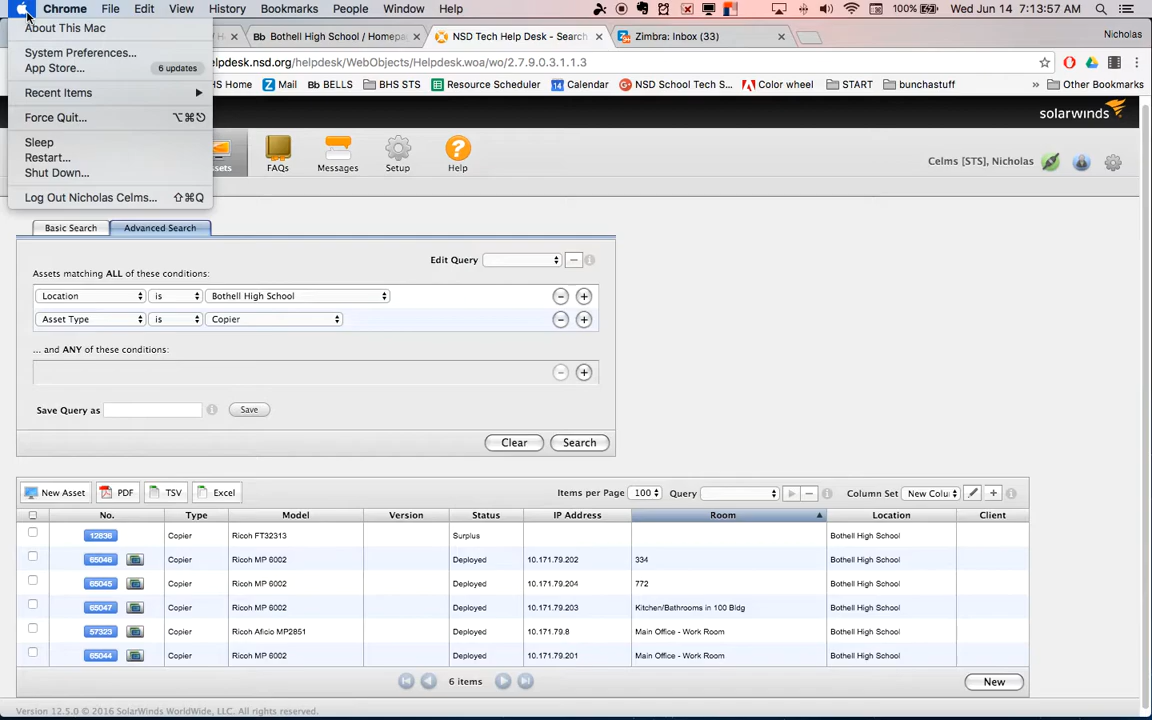 Chrome File Edit View History Bookmarks People Window Help 100% Wed Jun 14 7:13:57 AM Nicholas
About This Mac
System Preferences...
App Store... 6 updates
Recent Items
Force Quit... ⌥⌘⎋
Sleep
Restart...
Shut Down...
Log Out Nicholas Celms... ⇧⌘Q
Bothell High School / Homepa
NSD Tech Help Desk - Search
Zimbra: Inbox (33)
Nicholas
helpdesk.nsd.org/helpdesk/WebObjects/Helpdesk.woa/wo/2.7.9.0.3.1.1.3
HS Home Mail Bb BELLS BHS STS Resource Scheduler Calendar NSD School Tech S Color wheel START bunchastuff » Other Bookmarks
solarwinds
ssets FAQs Messages Setup Help
Celms [STS], Nicholas
Basic Search Advanced Search
Edit Query
Assets matching ALL of these conditions:
Location is Bothell High School
Asset Type is Copier
... and ANY of these conditions:
Save Query as Save
Clear Search
New Asset PDF TSV Excel Items per Page 100 Query Column Set New Colu
No. Type Model Version Status IP Address Room Location Client
12836 Copier Ricoh FT32313 Surplus Bothell High School
65046 Copier Ricoh MP 6002 Deployed 10.171.79.202 334 Bothell High School
65045 Copier Ricoh MP 6002 Deployed 10.171.79.204 772 Bothell High School
65047 Copier Ricoh MP 6002 Deployed 10.171.79.203 Kitchen/Bathrooms in 100 Bldg Bothell High School
57323 Copier Ricoh Aficio MP2851 Deployed 10.171.79.8 Main Office - Work Room Bothell High School
65044 Copier Ricoh MP 6002 Deployed 10.171.79.201 Main Office - Work Room Bothell High School
6 items New
Version 12.5.0 © 2016 SolarWinds WorldWide, LLC. All rights reserved.